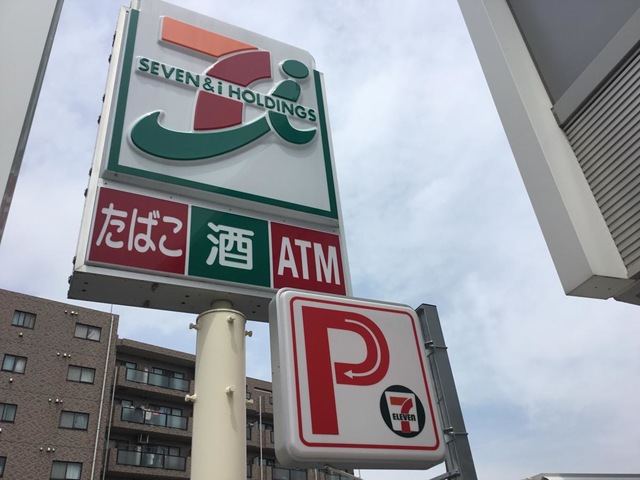 SEVEN & i HOLDINGS
たばこ 酒 ATM
P
7
ELEVEN